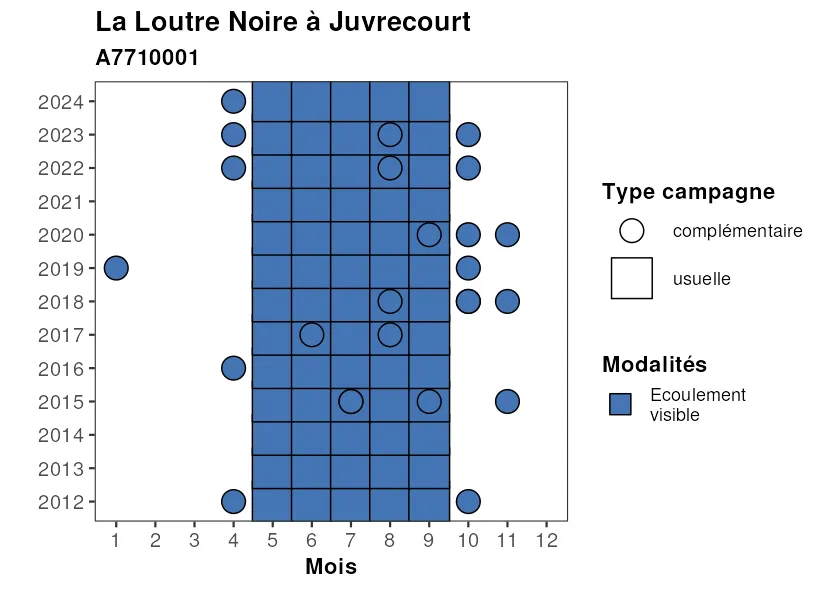 La Loutre Noire à Juvrecourt
A7710001
2024
2023
2022
2021
2020
2019
2018
2017
2016
2015
2014
2013
2012
1 2 3 4 5 6 7 8 9 10 11 12
Mois
Type campagne
complémentaire
usuelle
Modalités
Ecoulement
visible